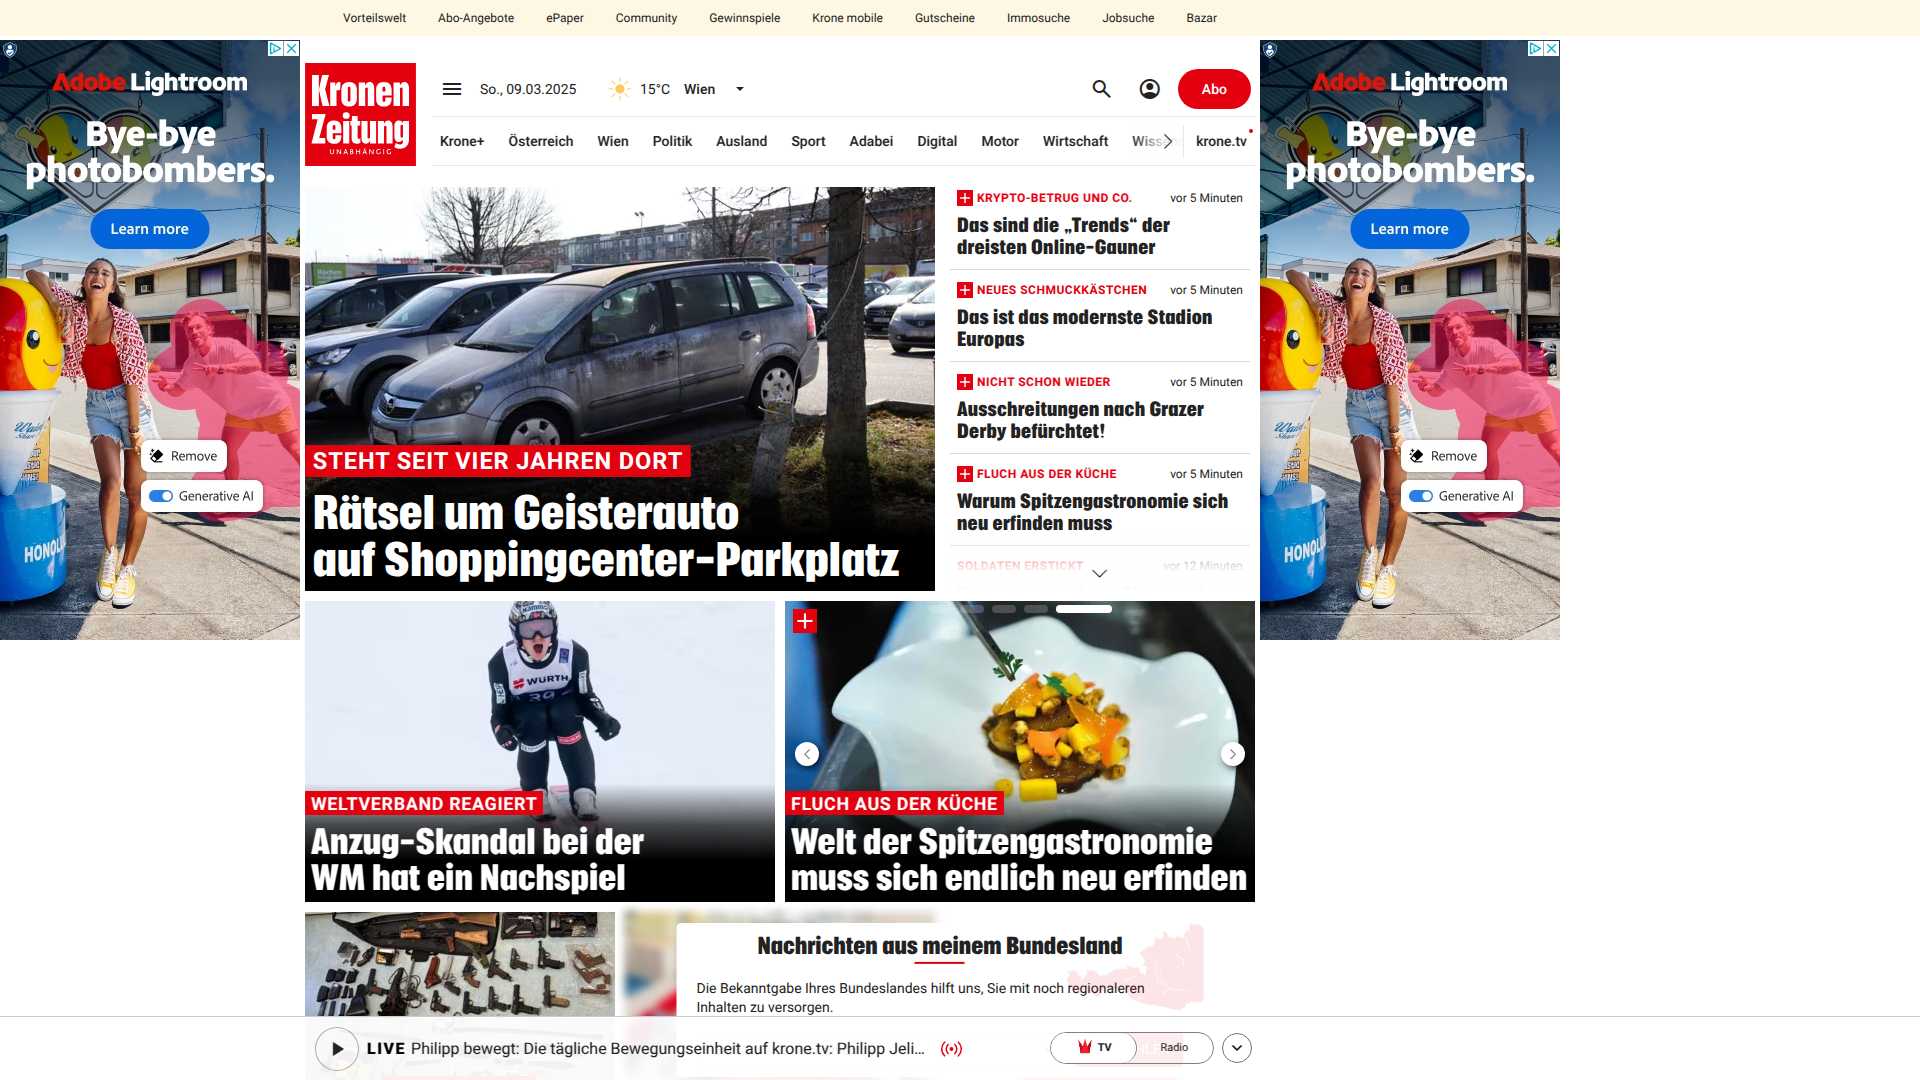 Vorteilswelt
Abo-Angebote
ePaper
Community
Gewinnspiele
Krone mobile
Gutscheine
Immosuche
Jobsuche
Bazar
Adobe Lightroom
Bye-bye
photobombers.
Learn more
Remove
Generative AI
HONOL
Kronen
Zeitung
UNABHÄNGIG
So., 09.03.2025
15°C
Wien
Abo
Krone+
Österreich
Wien
Politik
Ausland
Sport
Adabei
Digital
Motor
Wirtschaft
Wiss
krone.tv
STEHT SEIT VIER JAHREN DORT
Rätsel um Geisterauto
auf Shoppingcenter-Parkplatz
KRYPTO-BETRUG UND CO.
vor 5 Minuten
Das sind die „Trends“ der
dreisten Online-Gauner
NEUES SCHMUCKKÄSTCHEN
vor 5 Minuten
Das ist das modernste Stadion
Europas
NICHT SCHON WIEDER
vor 5 Minuten
Ausschreitungen nach Grazer
Derby befürchtet!
FLUCH AUS DER KÜCHE
vor 5 Minuten
Warum Spitzengastronomie sich
neu erfinden muss
SOLDATEN ERSTICKT
vor 12 Minuten
Adobe Lightroom
Bye-bye
photobombers.
Learn more
Remove
Generative AI
HONOL
WÜRTH
WELTVERBAND REAGIERT
Anzug-Skandal bei der
WM hat ein Nachspiel
FLUCH AUS DER KÜCHE
Welt der Spitzengastronomie
muss sich endlich neu erfinden
Nachrichten aus meinem Bundesland
Die Bekanntgabe Ihres Bundeslandes hilft uns, Sie mit noch regionaleren
Inhalten zu versorgen.
LIVE Philipp bewegt: Die tägliche Bewegungseinheit auf krone.tv: Philipp Jeli...
TV
Radio